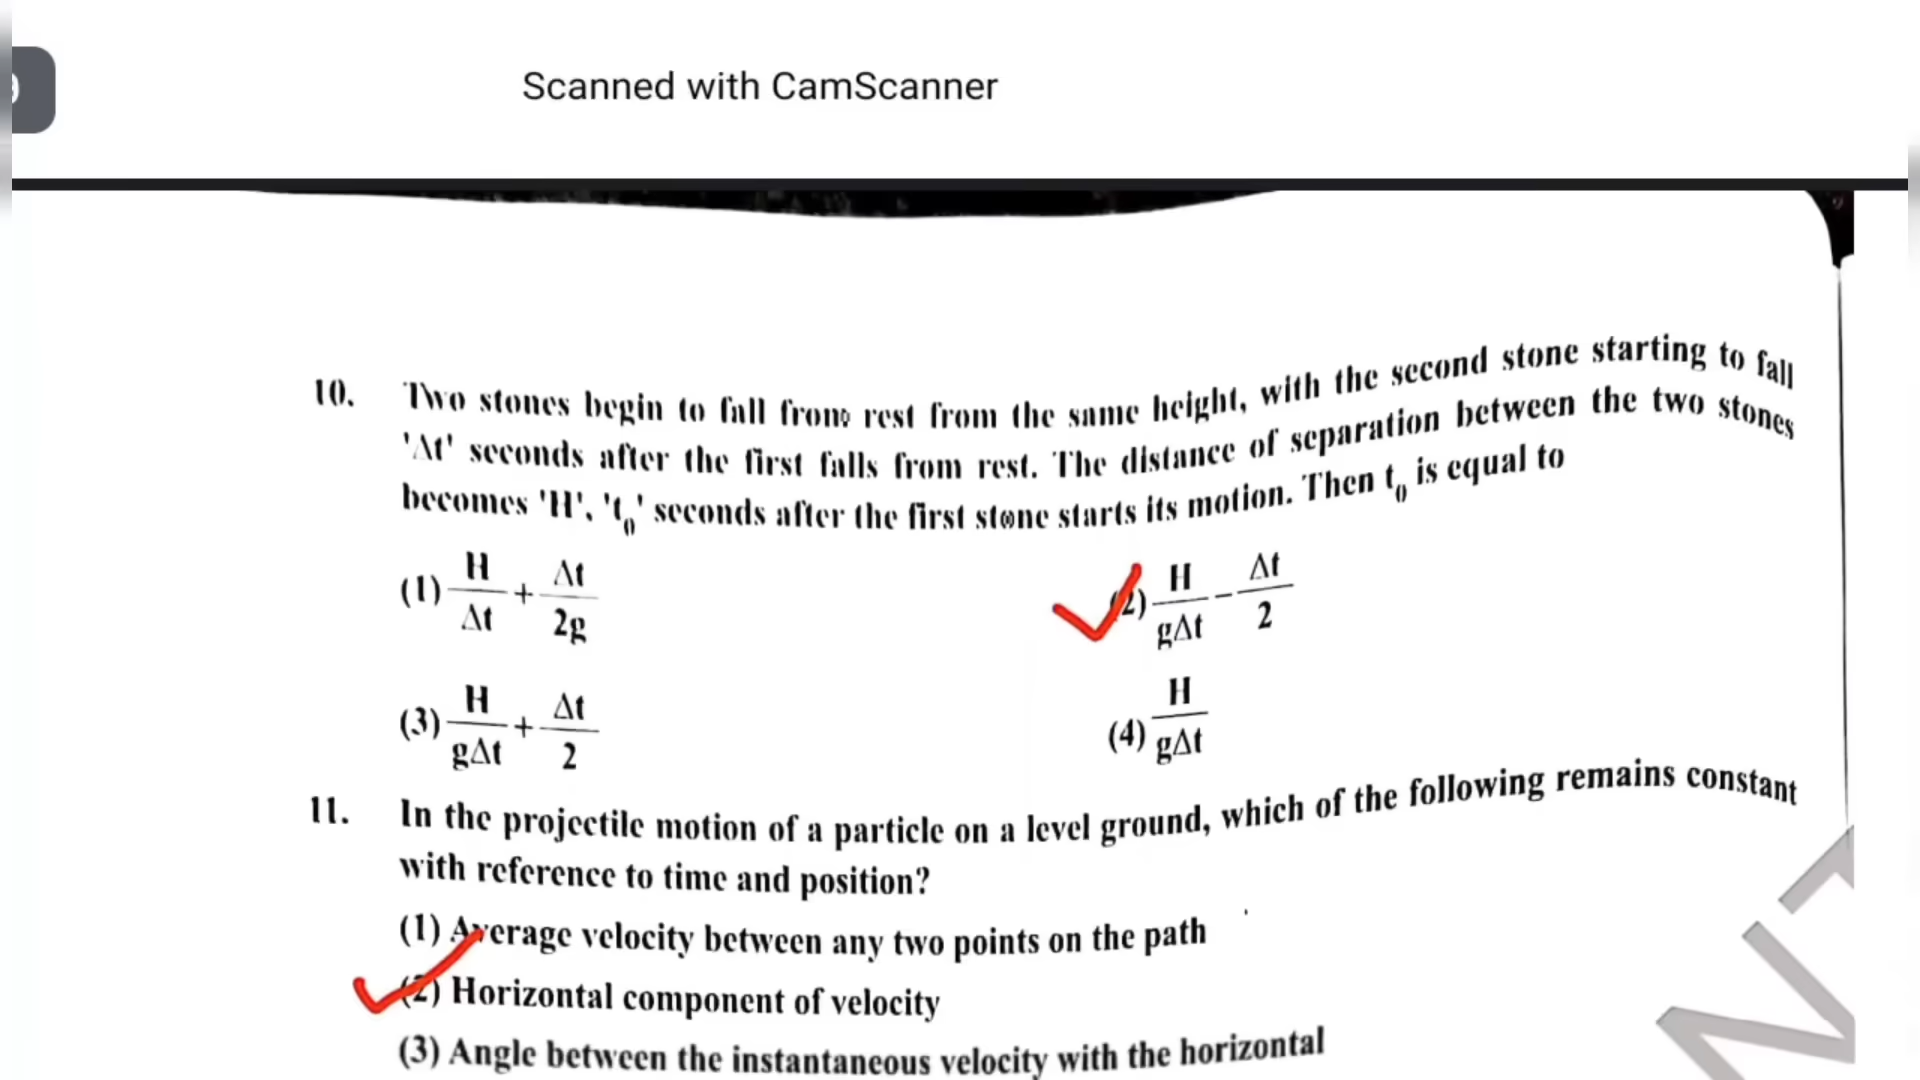 Scanned with CamScanner
10. Two stones begin to fall from rest from the same height, with the second stone starting to fall
'Δt' seconds after the first falls from rest. The distance of separation between the two stones
becomes 'H', 't₀' seconds after the first stone starts its motion. Then t₀ is equal to
(1) H/Δt + Δt/2g (2) H/gΔt − Δt/2
(3) H/gΔt + Δt/2 (4) H/gΔt
11. In the projectile motion of a particle on a level ground, which of the following remains constant
with reference to time and position?
(1) Average velocity between any two points on the path
(2) Horizontal component of velocity
(3) Angle between the instantaneous velocity with the horizontal